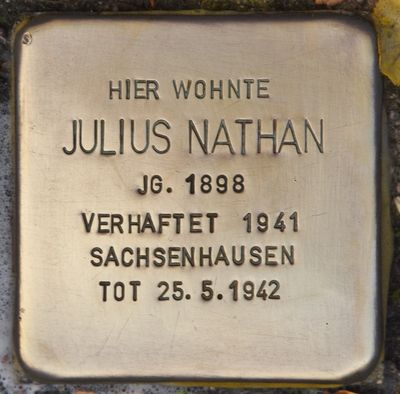 HIER WOHNTE
JULIUS NATHAN
JG. 1898
VERHAFTET 1941
SACHSENHAUSEN
TOT 25. 5. 1942